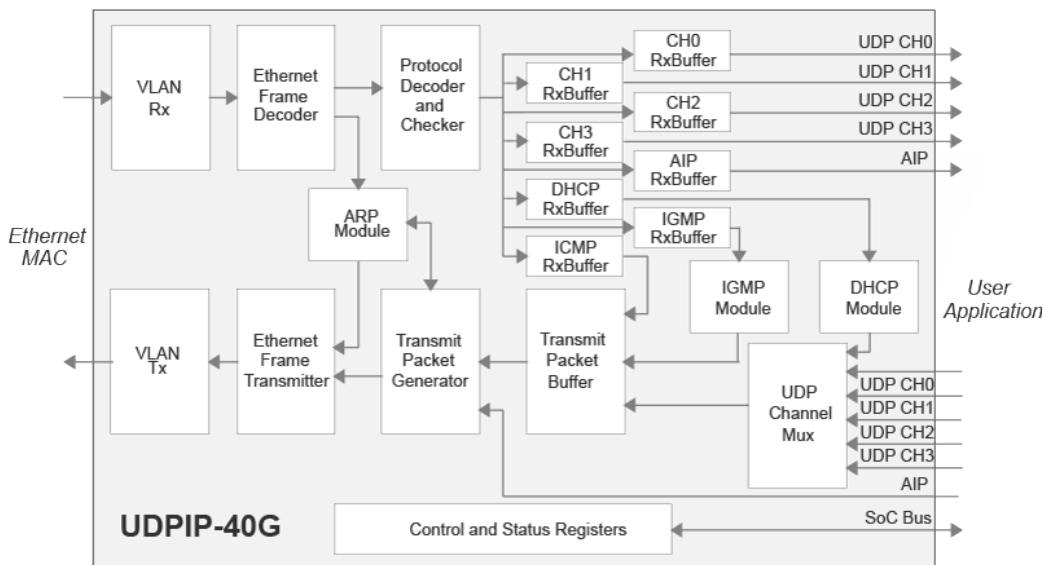 VLAN
Rx
Ethernet
Frame
Decoder
Protocol
Decoder
and
Checker
CH0
RxBuffer
CH1
RxBuffer
CH2
RxBuffer
CH3
RxBuffer
AIP
RxBuffer
DHCP
RxBuffer
IGMP
RxBuffer
ICMP
RxBuffer
UDP CH0
UDP CH1
UDP CH2
UDP CH3
AIP
ARP
Module
Ethernet
MAC
IGMP
Module
DHCP
Module
User
Application
VLAN
Tx
Ethernet
Frame
Transmitter
Transmit
Packet
Generator
Transmit
Packet
Buffer
UDP
Channel
Mux
UDP CH0
UDP CH1
UDP CH2
UDP CH3
AIP
SoC Bus
UDPIP-40G
Control and Status Registers